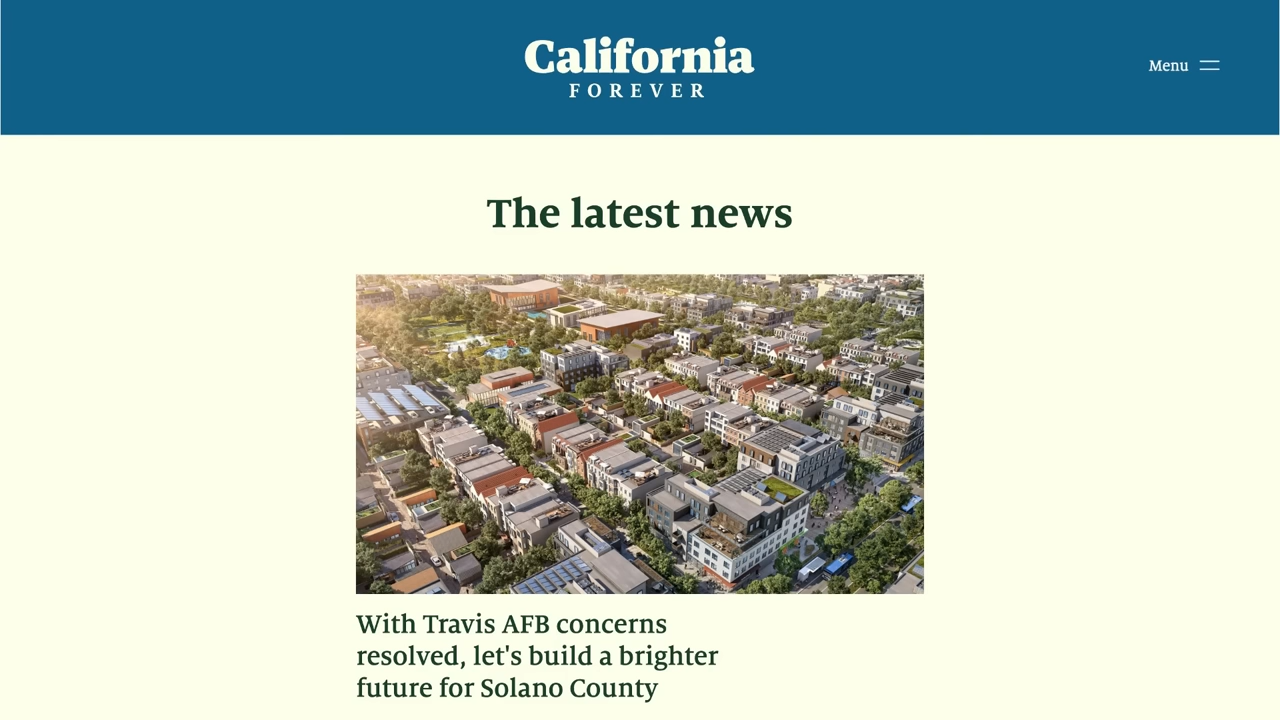 California
FOREVER
Menu
The latest news
With Travis AFB concerns
resolved, let's build a brighter
future for Solano County